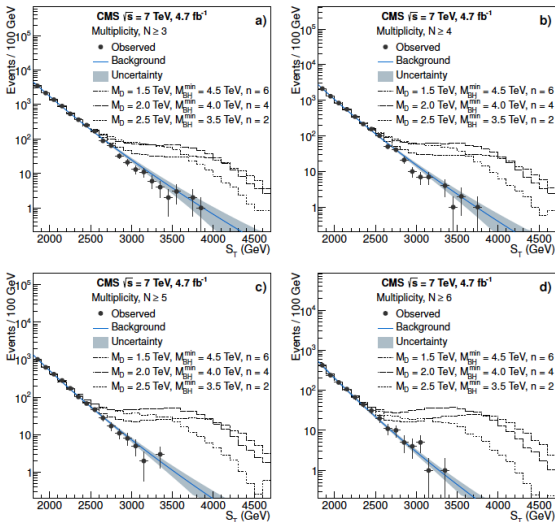 CMS √s = 7 TeV, 4.7 fb⁻¹ a)
Multiplicity, N ≥ 3
Observed
Background
Uncertainty
M_D = 1.5 TeV, M_BH^min = 4.5 TeV, n = 6
M_D = 2.0 TeV, M_BH^min = 4.0 TeV, n = 4
M_D = 2.5 TeV, M_BH^min = 3.5 TeV, n = 2
Events / 100 GeV
10⁵
10⁴
10³
10²
10
1
2000 2500 3000 3500 4000 4500
S_T (GeV)
CMS √s = 7 TeV, 4.7 fb⁻¹ b)
Multiplicity, N ≥ 4
Observed
Background
Uncertainty
M_D = 1.5 TeV, M_BH^min = 4.5 TeV, n = 6
M_D = 2.0 TeV, M_BH^min = 4.0 TeV, n = 4
M_D = 2.5 TeV, M_BH^min = 3.5 TeV, n = 2
Events / 100 GeV
10⁵
10⁴
10³
10²
10
1
2000 2500 3000 3500 4000 4500
S_T (GeV)
CMS √s = 7 TeV, 4.7 fb⁻¹ c)
Multiplicity, N ≥ 5
Observed
Background
Uncertainty
M_D = 1.5 TeV, M_BH^min = 4.5 TeV, n = 6
M_D = 2.0 TeV, M_BH^min = 4.0 TeV, n = 4
M_D = 2.5 TeV, M_BH^min = 3.5 TeV, n = 2
Events / 100 GeV
10⁵
10⁴
10³
10²
10
1
2000 2500 3000 3500 4000 4500
S_T (GeV)
CMS √s = 7 TeV, 4.7 fb⁻¹ d)
Multiplicity, N ≥ 6
Observed
Background
Uncertainty
M_D = 1.5 TeV, M_BH^min = 4.5 TeV, n = 6
M_D = 2.0 TeV, M_BH^min = 4.0 TeV, n = 4
M_D = 2.5 TeV, M_BH^min = 3.5 TeV, n = 2
Events / 100 GeV
10⁴
10³
10²
10
1
2000 2500 3000 3500 4000 4500
S_T (GeV)